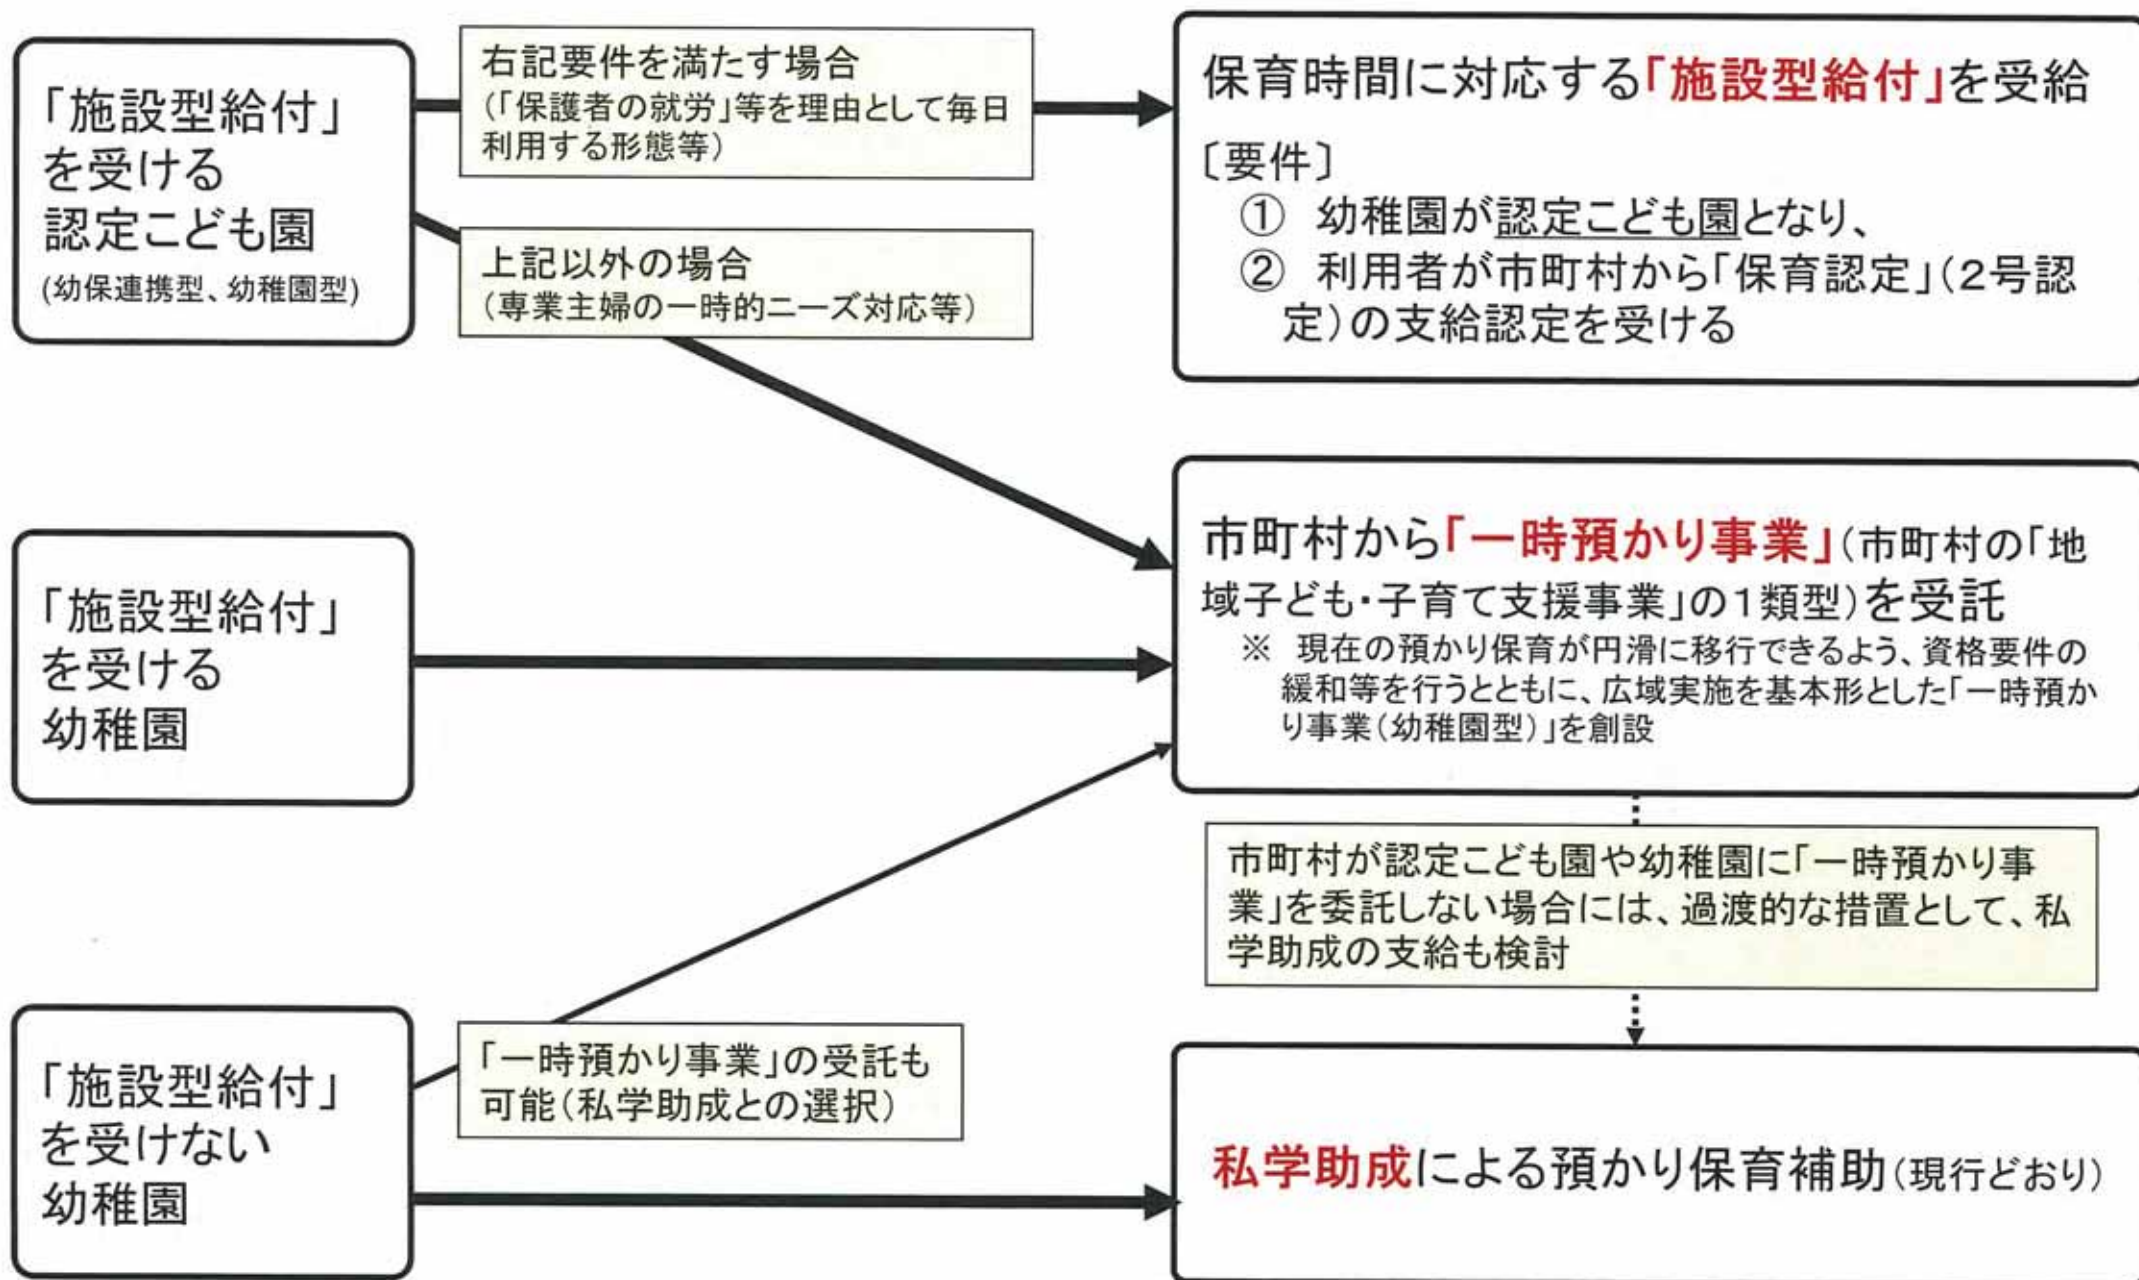 「施設型給付」
を受ける
認定こども園
(幼保連携型、幼稚園型)
右記要件を満たす場合
(「保護者の就労」等を理由として毎日
利用する形態等)
上記以外の場合
(専業主婦の一時的ニーズ対応等)
保育時間に対応する「施設型給付」を受給
〔要件〕
① 幼稚園が認定こども園となり、
② 利用者が市町村から「保育認定」(2号認
定)の支給認定を受ける
「施設型給付」
を受ける
幼稚園
市町村から「一時預かり事業」(市町村の「地
域子ども・子育て支援事業」の1類型)を受託
※ 現在の預かり保育が円滑に移行できるよう、資格要件の
緩和等を行うとともに、広域実施を基本形とした「一時預か
り事業(幼稚園型)」を創設
市町村が認定こども園や幼稚園に「一時預かり事
業」を委託しない場合には、過渡的な措置として、私
学助成の支給も検討
「施設型給付」
を受けない
幼稚園
「一時預かり事業」の受託も
可能(私学助成との選択)
私学助成による預かり保育補助(現行どおり)